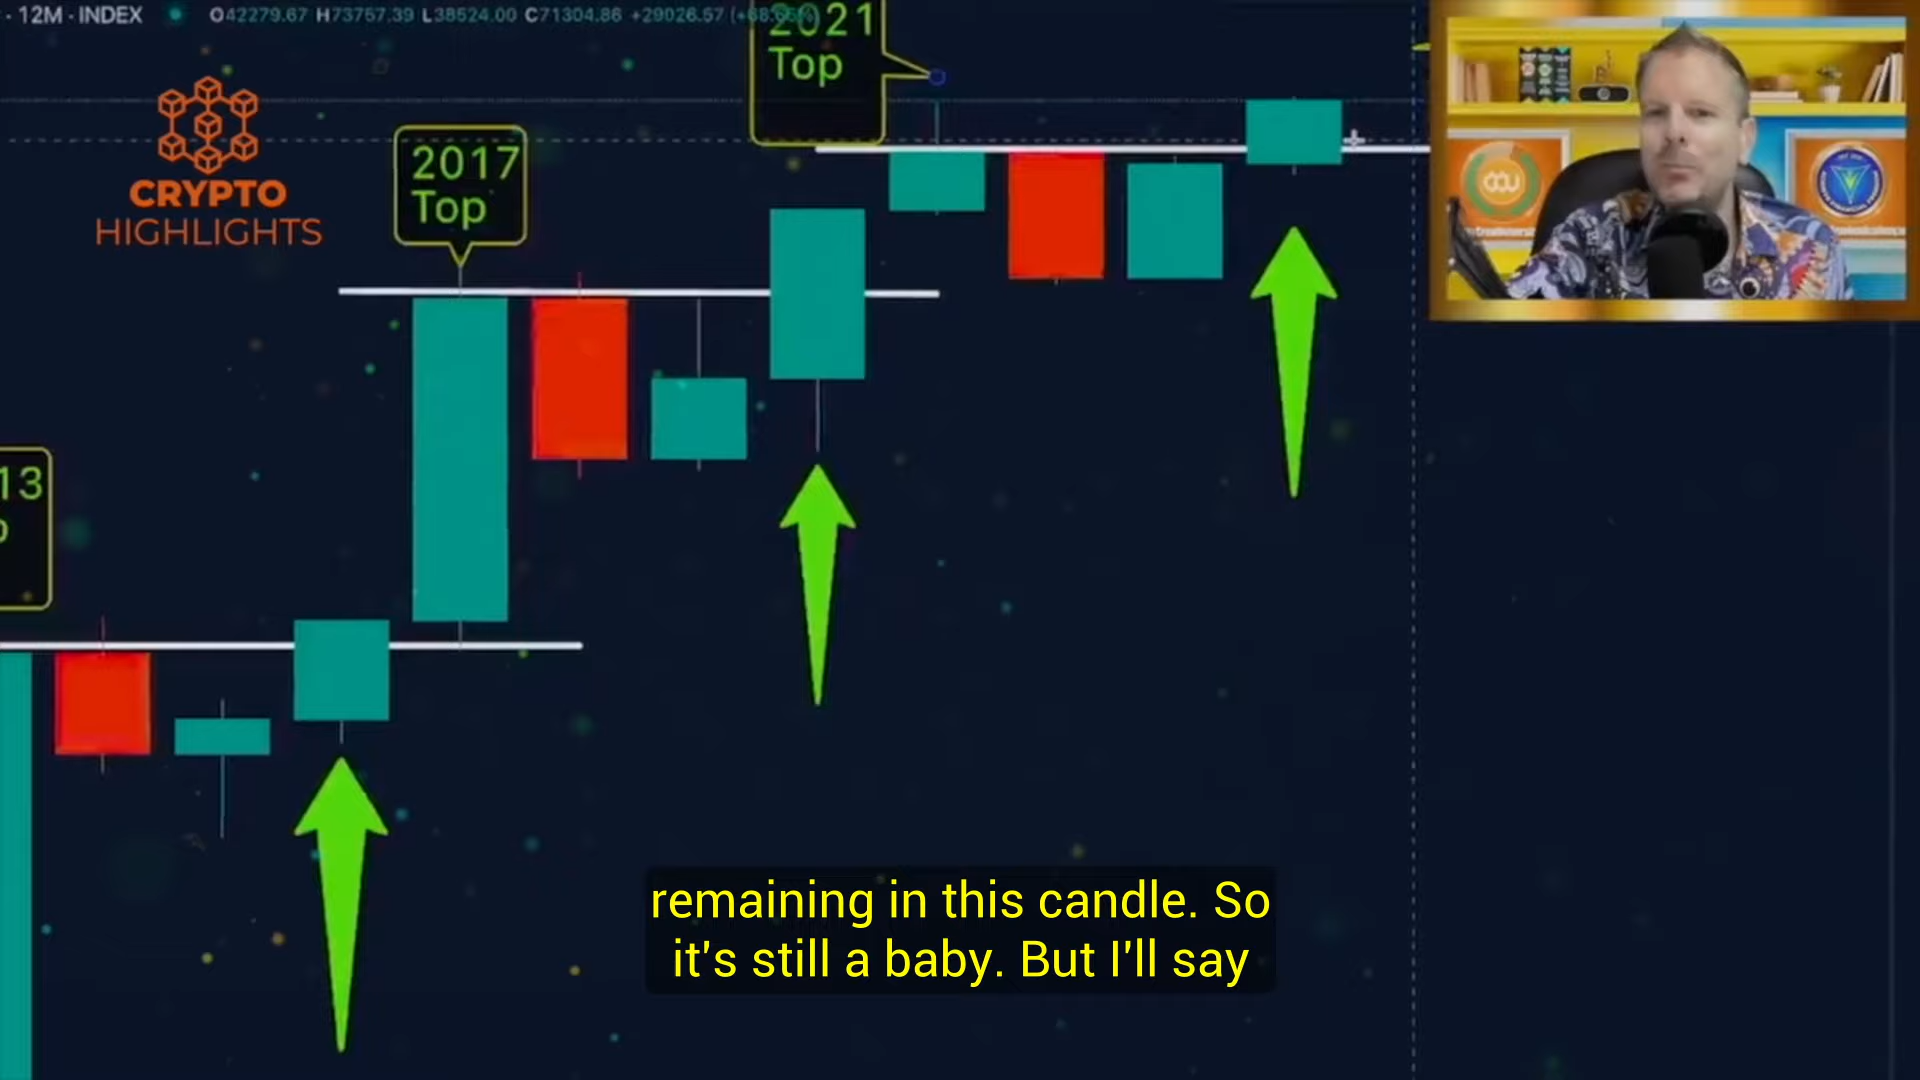 · 12M · INDEX O42279.67 H73757.39 L38524.00 C71304.86 +29026.57
2021
Top
CRYPTO
HIGHLIGHTS
2017
Top
13
remaining in this candle. So
it's still a baby. But I'll say